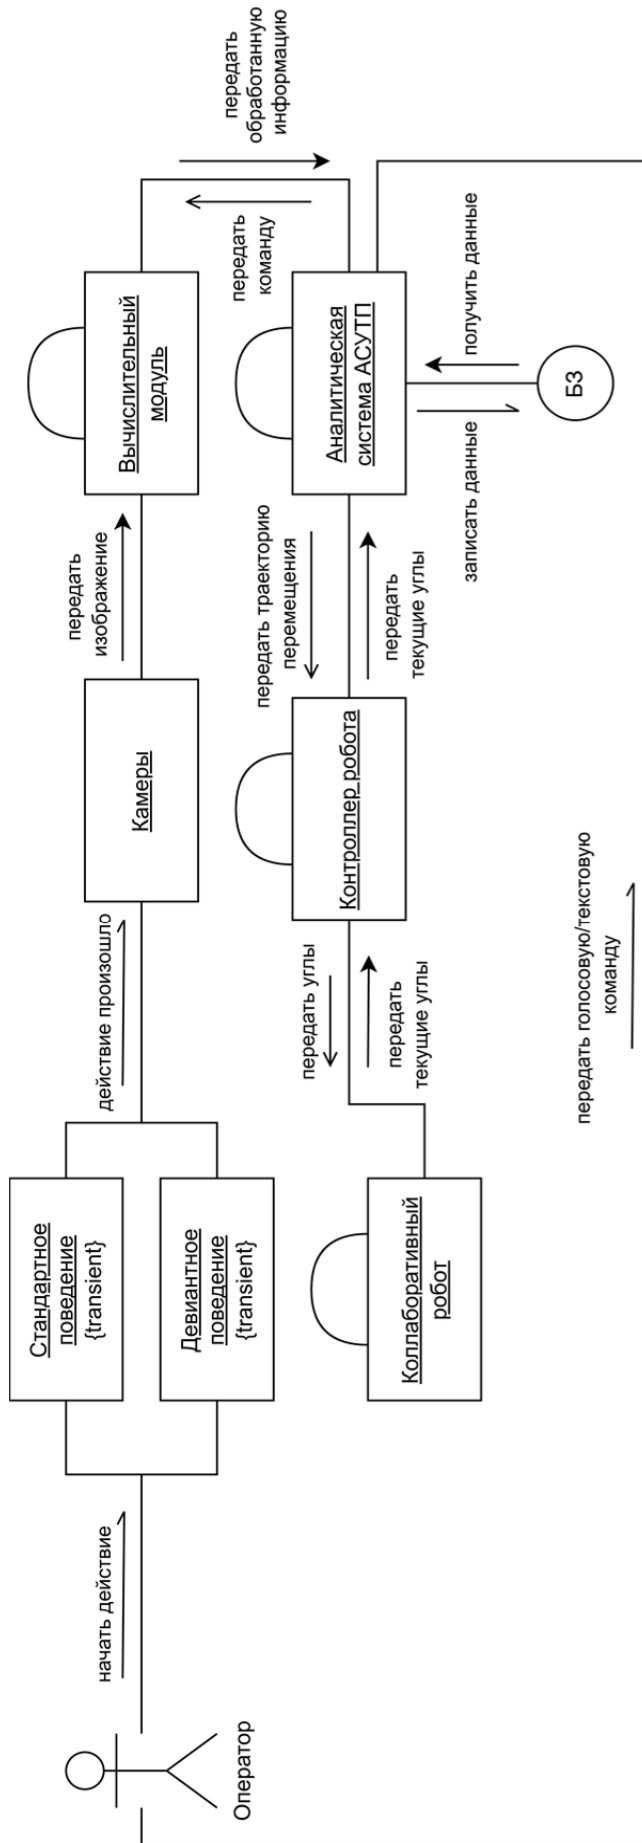 Оператор
начать действие
Стандартное
поведение
{transient}
Девиантное
поведение
{transient}
действие произошло
Камеры
передать
изображение
Вычислительный
модуль
передать
обработанную
информацию
передать
команду
Коллаборативный
робот
передать углы
передать
текущие углы
Контроллер робота
передать траекторию
перемещения
передать
текущие углы
Аналитическая
система АСУТП
получить данные
записать данные
БЗ
передать голосовую/текстовую
команду